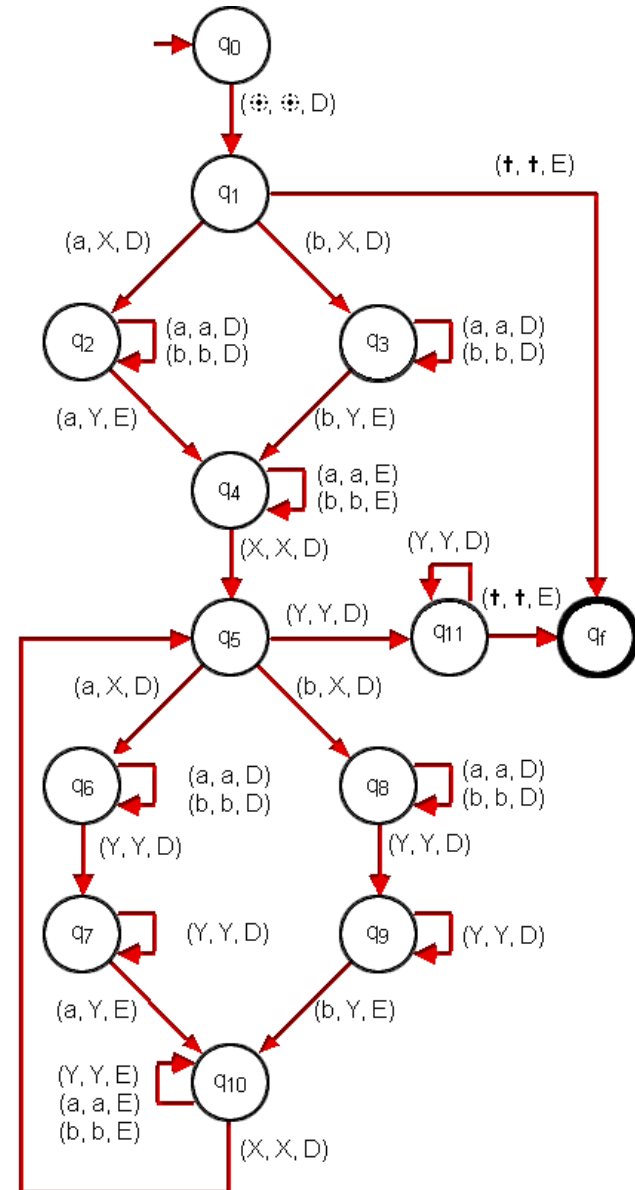 q0
(⊛, ⊛, D)
(✝, ✝, E)
q1
(a, X, D)
(b, X, D)
q2
(a, a, D)
(b, b, D)
q3
(a, a, D)
(b, b, D)
(a, Y, E)
(b, Y, E)
q4
(a, a, E)
(b, b, E)
(X, X, D)
(Y, Y, D)
q5
(Y, Y, D)
q11
(✝, ✝, E)
qf
(a, X, D)
(b, X, D)
q6
(a, a, D)
(b, b, D)
q8
(a, a, D)
(b, b, D)
(Y, Y, D)
(Y, Y, D)
q7
(Y, Y, D)
q9
(Y, Y, D)
(a, Y, E)
(b, Y, E)
(Y, Y, E)
(a, a, E)
(b, b, E)
q10
(X, X, D)